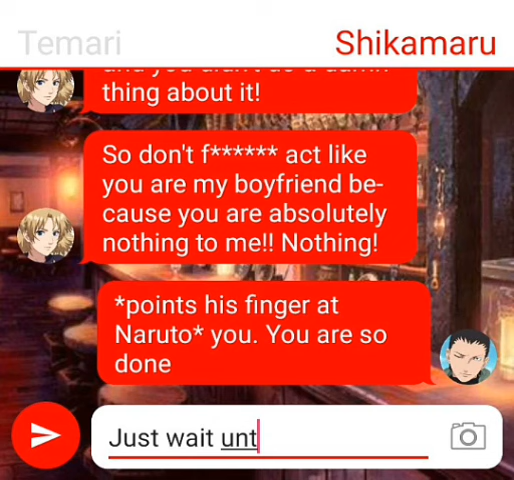 Temari
Shikamaru
thing about it!
So don't f****** act like
you are my boyfriend be-
cause you are absolutely
nothing to me!! Nothing!
*points his finger at
Naruto* you. You are so
done
Just wait unt